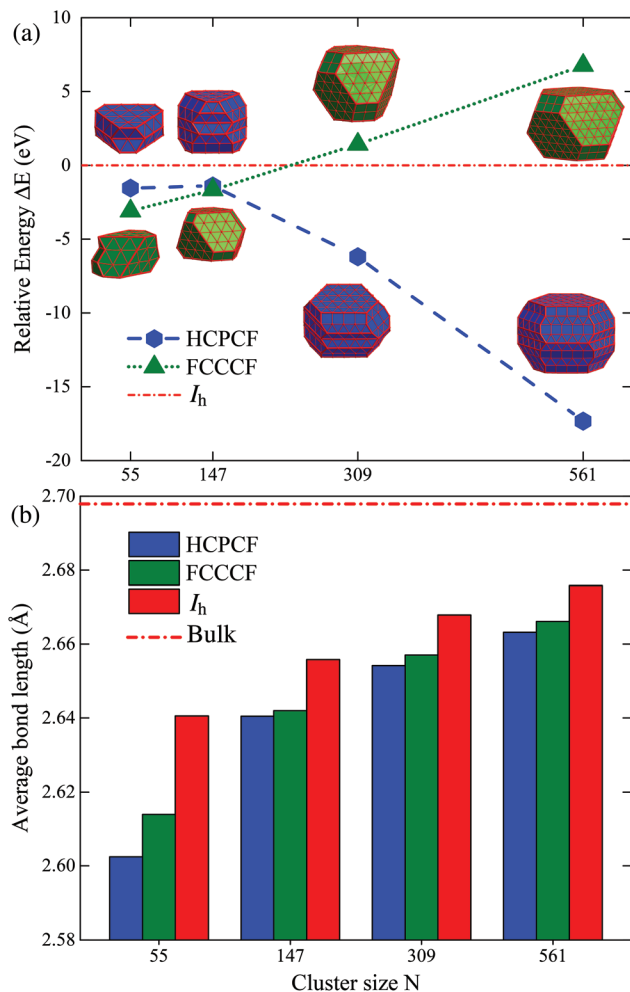 (a)
10
5
0
-5
-10
-15
-20
Relative Energy ΔE (eV)
HCPCF
FCCCF
Ih
55 147 309 561
(b)
2.70
2.68
2.66
2.64
2.62
2.60
2.58
Average bond length (Å)
HCPCF
FCCCF
Ih
Bulk
55 147 309 561
Cluster size N